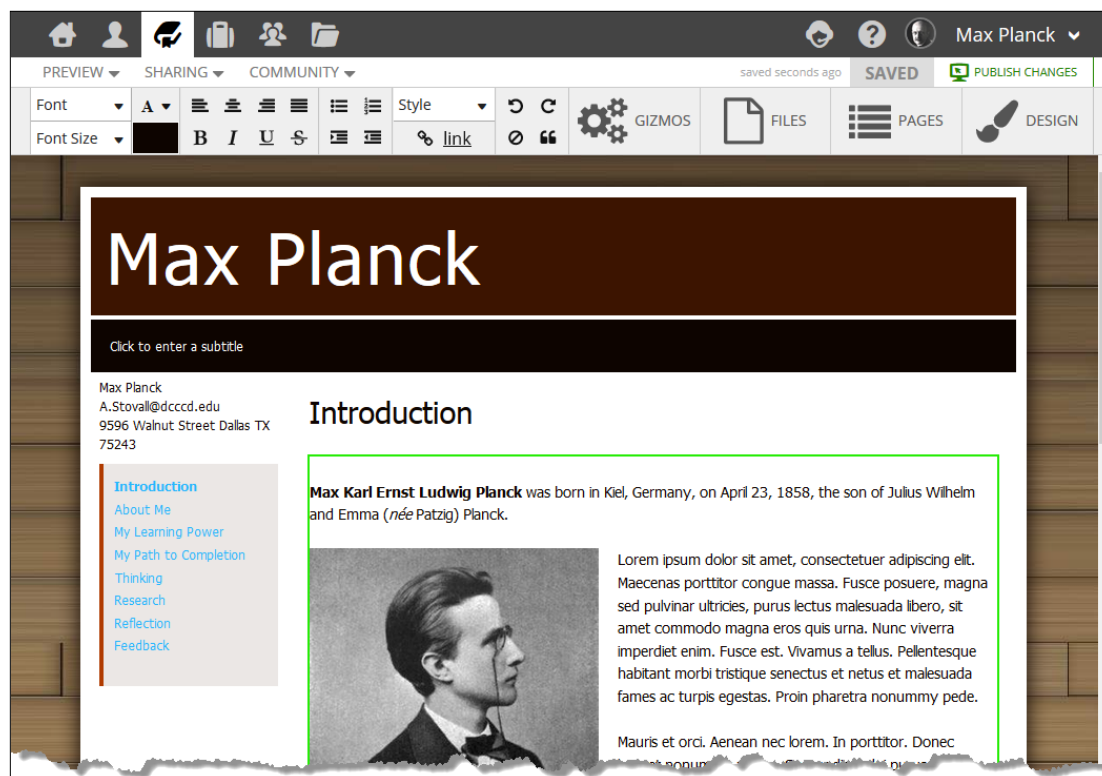 Max Planck
PREVIEW SHARING COMMUNITY saved seconds ago SAVED PUBLISH CHANGES
Font A Style
GIZMOS FILES PAGES DESIGN
Font Size B I U S link
Max Planck
Click to enter a subtitle
Max Planck
A.Stovall@dcccd.edu
9596 Walnut Street Dallas TX
75243
Introduction
About Me
My Learning Power
My Path to Completion
Thinking
Research
Reflection
Feedback
Introduction
Max Karl Ernst Ludwig Planck was born in Kiel, Germany, on April 23, 1858, the son of Julius Wilhelm
and Emma (née Patzig) Planck.
Lorem ipsum dolor sit amet, consectetuer adipiscing elit.
Maecenas porttitor congue massa. Fusce posuere, magna
sed pulvinar ultricies, purus lectus malesuada libero, sit
amet commodo magna eros quis urna. Nunc viverra
imperdiet enim. Fusce est. Vivamus a tellus. Pellentesque
habitant morbi tristique senectus et netus et malesuada
fames ac turpis egestas. Proin pharetra nonummy pede.
Mauris et orci. Aenean nec lorem. In porttitor. Donec